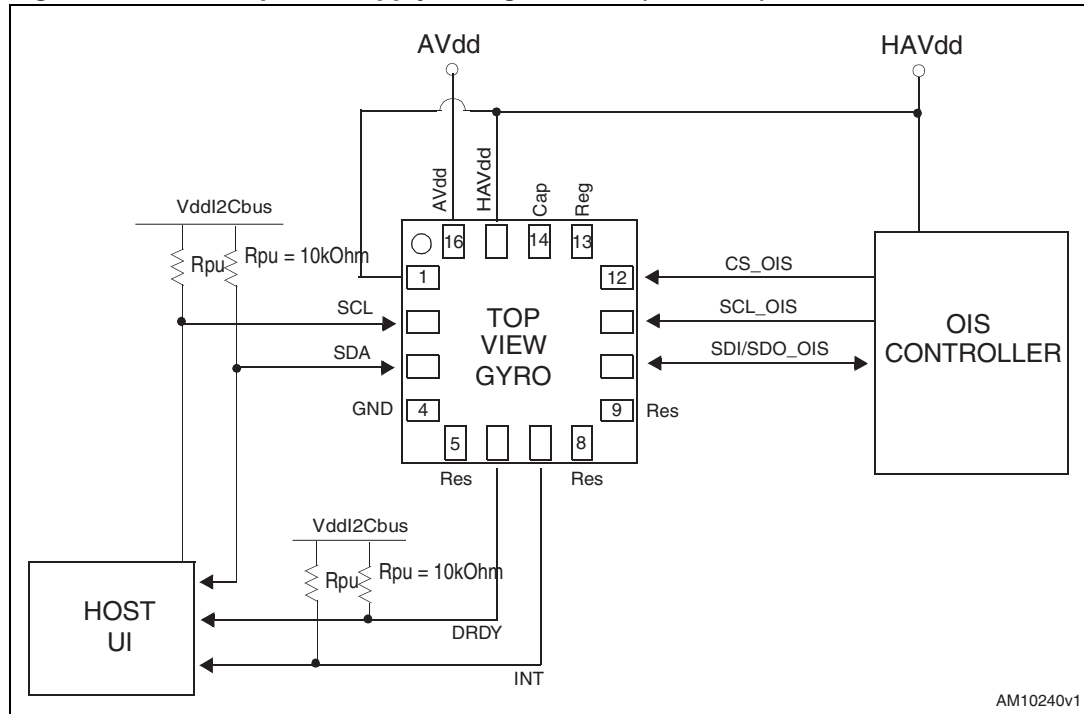 AVdd
HAVdd
AVdd
HAVdd
Cap
Reg
VddI2Cbus
Rpu
Rpu = 10kOhm
16
14
13
1
12
CS_OIS
SCL
SCL_OIS
TOP
VIEW
GYRO
OIS
CONTROLLER
SDA
SDI/SDO_OIS
GND
4
9
Res
5
8
Res
Res
VddI2Cbus
Rpu
Rpu = 10kOhm
HOST
UI
DRDY
INT
AM10240v1